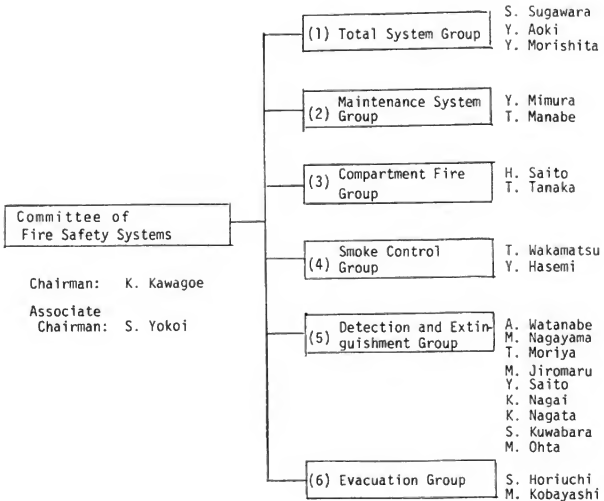 Committee of
Fire Safety Systems
Chairman: K. Kawagoe
Associate
Chairman: S. Yokoi
(1) Total System Group
S. Sugawara
Y. Aoki
Y. Morishita
(2) Maintenance System
Group
Y. Mimura
T. Manabe
(3) Compartment Fire
Group
H. Saito
T. Tanaka
(4) Smoke Control
Group
T. Wakamatsu
Y. Hasemi
(5) Detection and Extin-
guishment Group
A. Watanabe
M. Nagayama
T. Moriya
M. Jiromaru
Y. Saito
K. Nagai
K. Nagata
S. Kuwabara
M. Ohta
(6) Evacuation Group
S. Horiuchi
M. Kobayashi